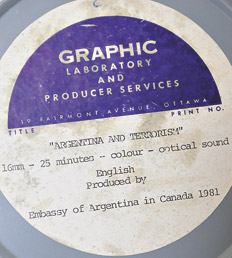 GRAPHIC
LABORATORY
AND
PRODUCER SERVICES
19 FAIRMONT AVENUE, OTTAWA
TITLE PRINT NO.
"ARGENTINA AND TERRORISM"
16mm - 25 minutes - colour - optical sound
English
Produced by
Embassy of Argentina in Canada 1981